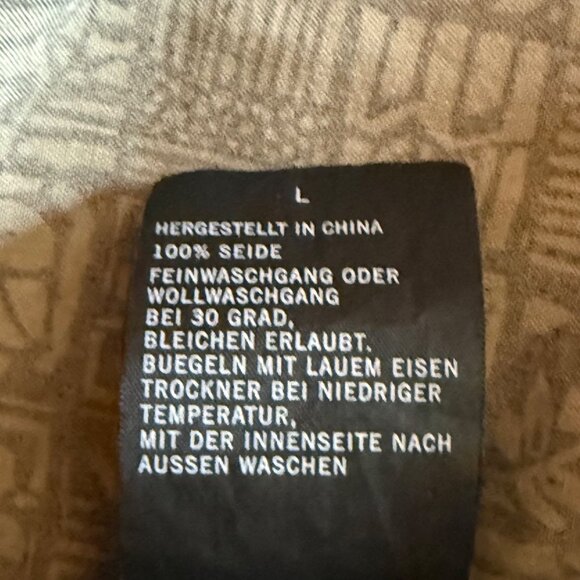 L
HERGESTELLT IN CHINA
100% SEIDE
FEINWASCHGANG ODER
WOLLWASCHGANG
BEI 30 GRAD,
BLEICHEN ERLAUBT.
BUEGELN MIT LAUEM EISEN
TROCKNER BEI NIEDRIGER
TEMPERATUR,
MIT DER INNENSEITE NACH
AUSSEN WASCHEN